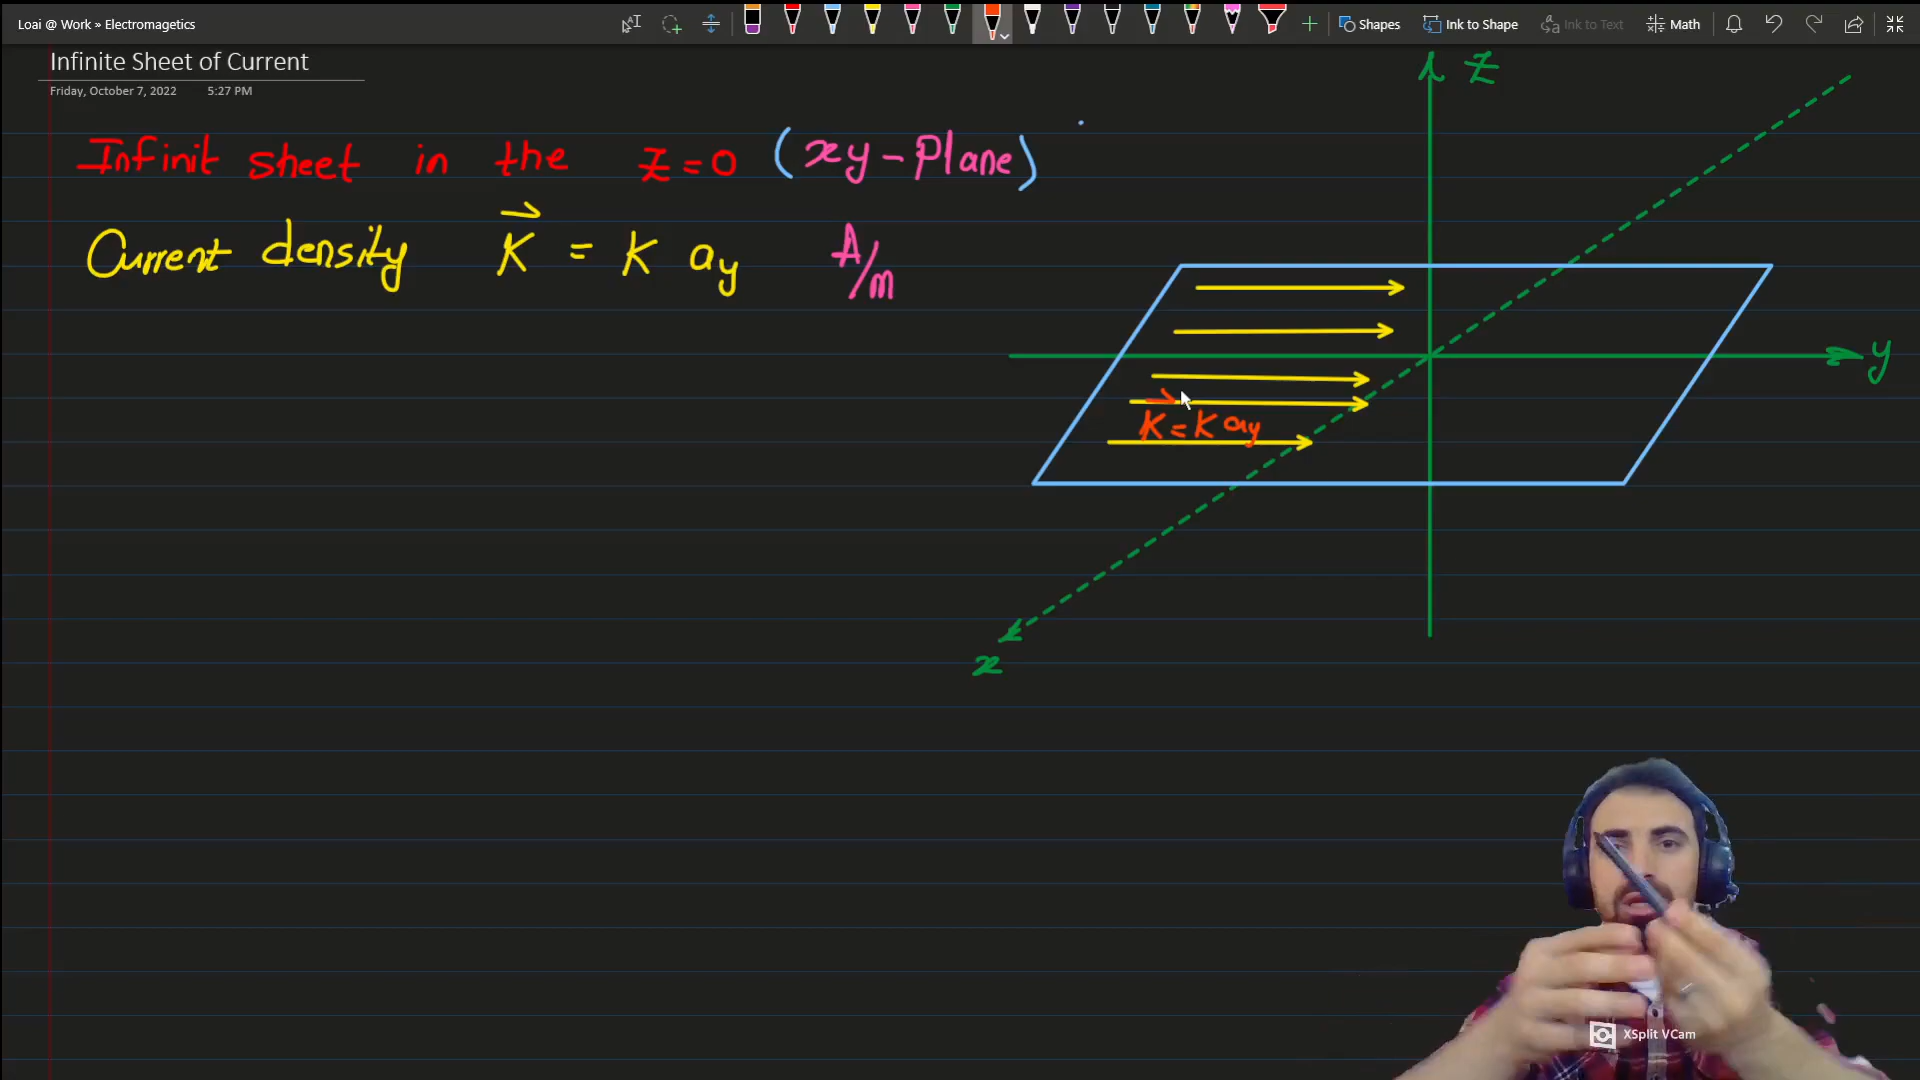 Loai @ Work » Electromagetics
Shapes
Ink to Shape
Ink to Text
Math
Infinite Sheet of Current
Friday, October 7, 2022 5:27 PM
Z
Infinit sheet in the Z=0 (xy-plane)
Current density K⃗ = K ay A/m
y
K⃗ = K ay
x
XSplit VCam